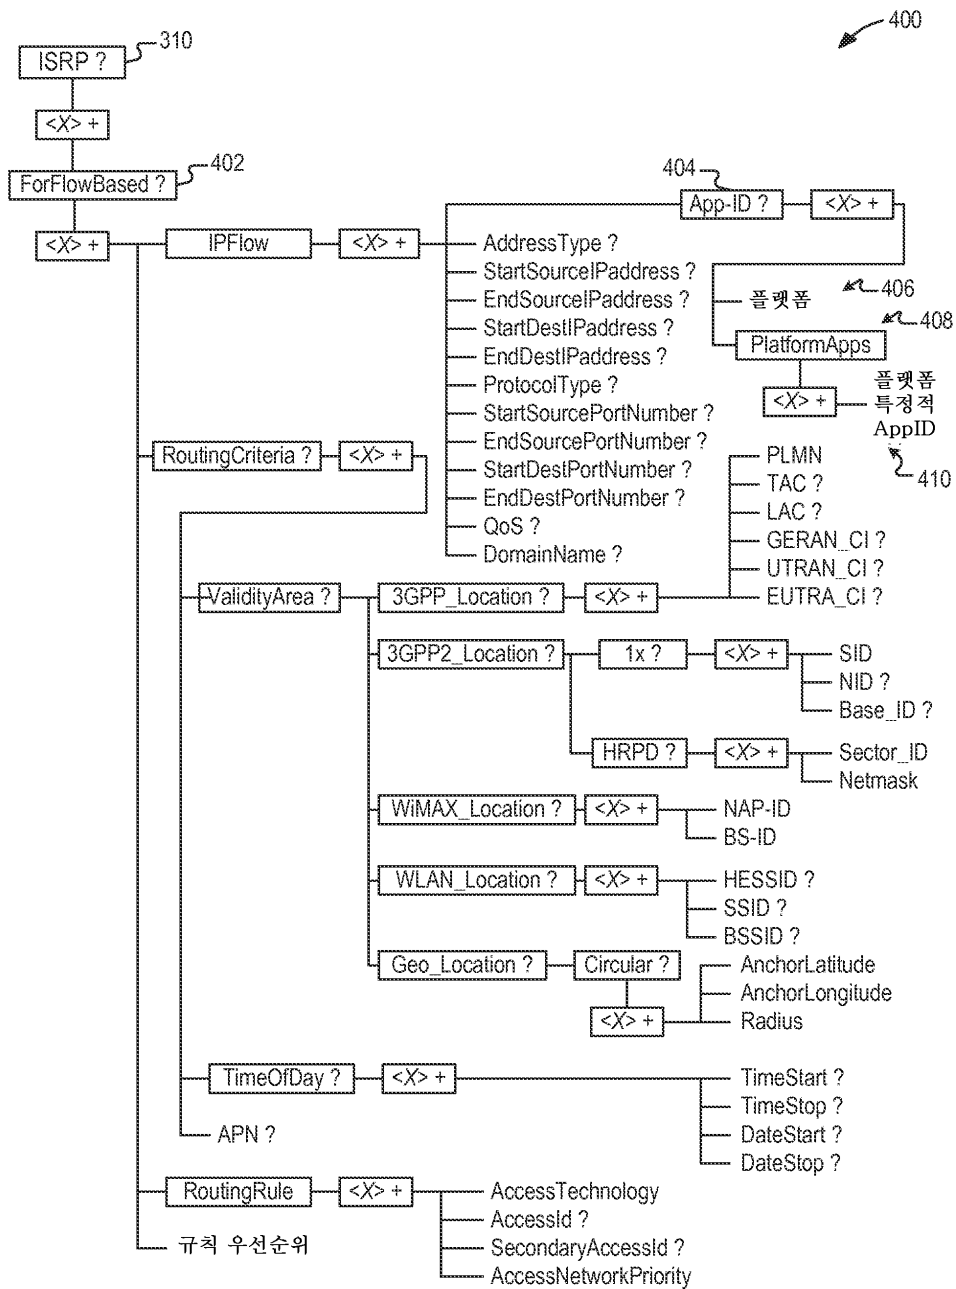 400
ISRP ?
310
<X> +
ForFlowBased ?
402
<X> +
IPFlow
<X> +
404
App-ID ?
<X> +
AddressType ?
StartSourceIPaddress ?
EndSourceIPaddress ?
StartDestIPaddress ?
EndDestIPaddress ?
ProtocolType ?
StartSourcePortNumber ?
EndSourcePortNumber ?
StartDestPortNumber ?
EndDestPortNumber ?
QoS ?
DomainName ?
플랫폼
406
408
PlatformApps
<X> +
플랫폼
특정적
AppID
410
RoutingCriteria ?
<X> +
ValidityArea ?
3GPP_Location ?
<X> +
PLMN
TAC ?
LAC ?
GERAN_CI ?
UTRAN_CI ?
EUTRA_CI ?
3GPP2_Location ?
1x ?
<X> +
SID
NID ?
Base_ID ?
HRPD ?
<X> +
Sector_ID
Netmask
WiMAX_Location ?
<X> +
NAP-ID
BS-ID
WLAN_Location ?
<X> +
HESSID ?
SSID ?
BSSID ?
Geo_Location ?
Circular ?
<X> +
AnchorLatitude
AnchorLongitude
Radius
TimeOfDay ?
<X> +
TimeStart ?
TimeStop ?
DateStart ?
DateStop ?
APN ?
RoutingRule
<X> +
AccessTechnology
AccessId ?
SecondaryAccessId ?
AccessNetworkPriority
규칙 우선순위